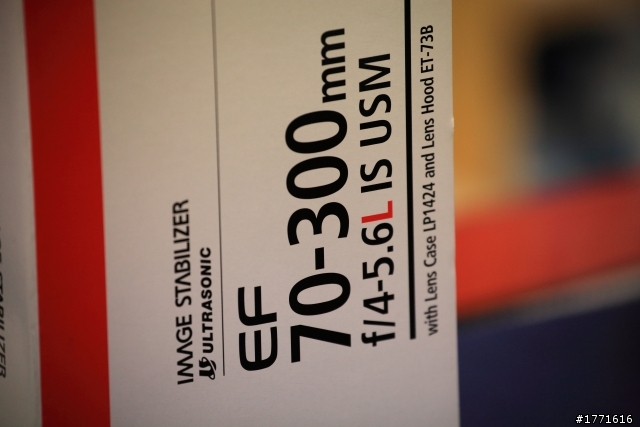 IMAGE STABILIZER
ULTRASONIC
EF
70-300mm
f/4-5.6L IS USM
with Lens Case LP1424 and Lens Hood ET-73B
#1771616